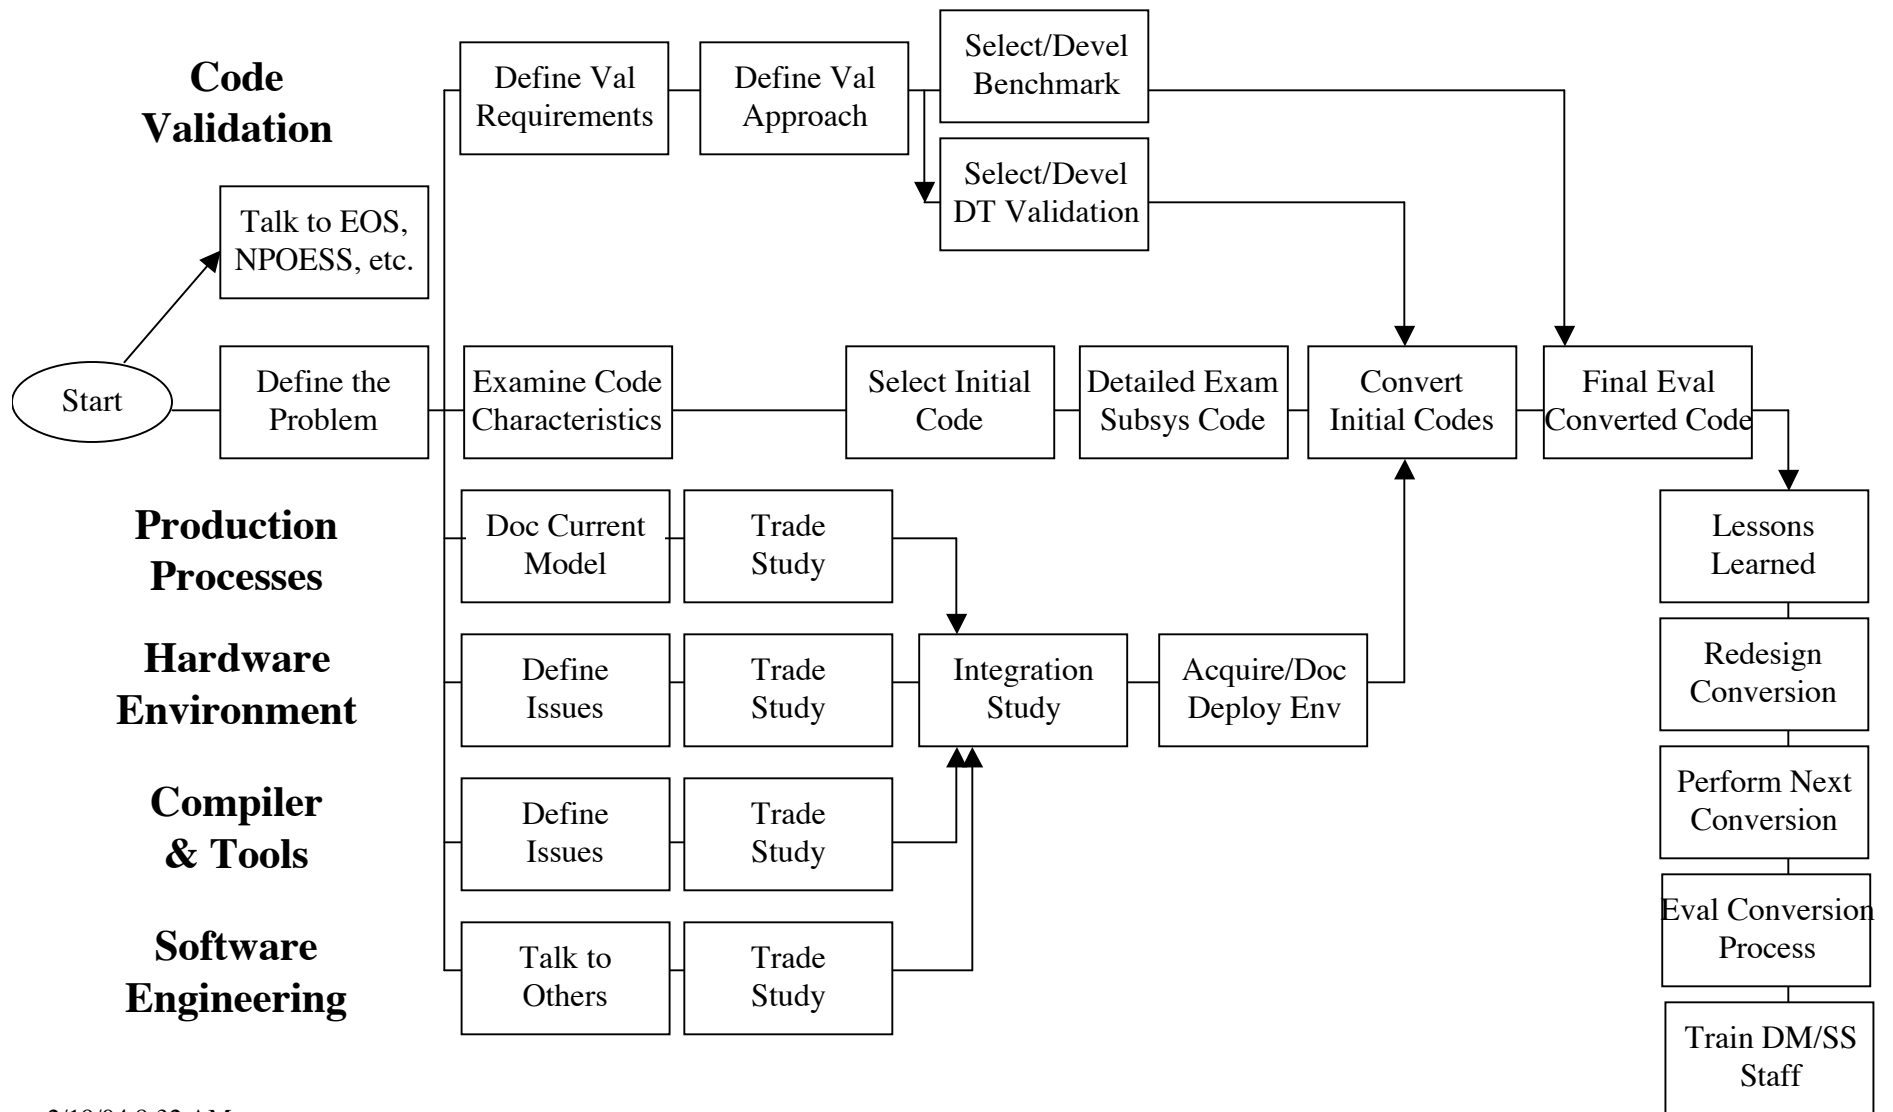 Code
Validation
Define Val
Requirements
Define Val
Approach
Select/Devel
Benchmark
Select/Devel
DT Validation
Talk to EOS,
NPOESS, etc.
Start
Define the
Problem
Examine Code
Characteristics
Select Initial
Code
Detailed Exam
Subsys Code
Convert
Initial Codes
Final Eval
Converted Code
Production
Processes
Doc Current
Model
Trade
Study
Lessons
Learned
Hardware
Environment
Define
Issues
Trade
Study
Integration
Study
Acquire/Doc
Deploy Env
Redesign
Conversion
Compiler
& Tools
Define
Issues
Trade
Study
Perform Next
Conversion
Eval Conversion
Process
Software
Engineering
Talk to
Others
Trade
Study
Train DM/SS
Staff